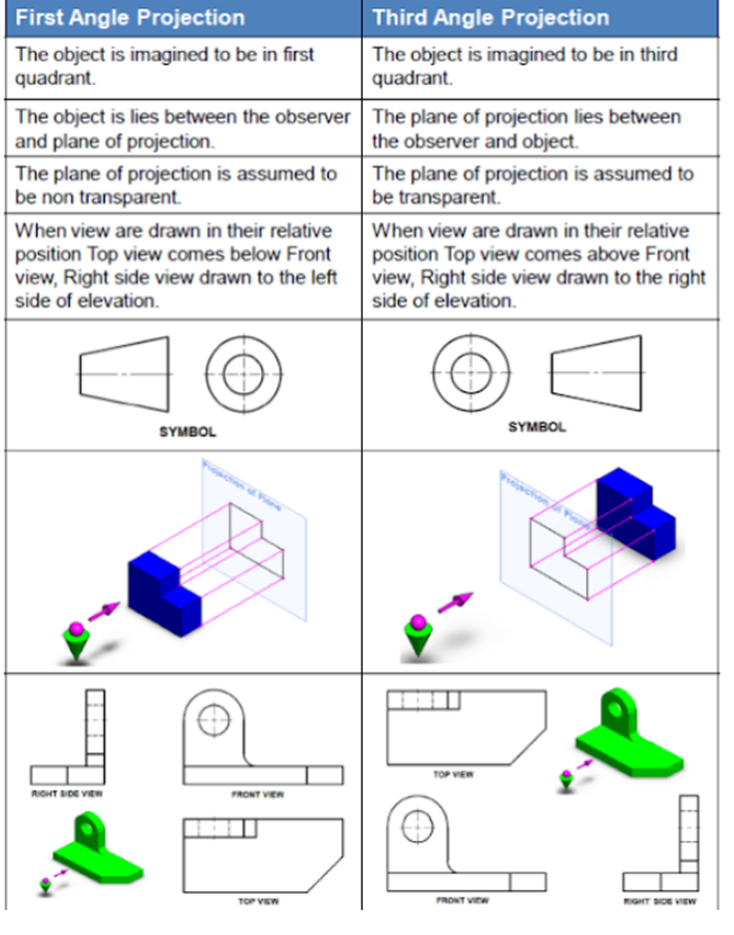 First Angle Projection
Third Angle Projection
The object is imagined to be in first
quadrant.
The object is imagined to be in third
quadrant.
The object is lies between the observer
and plane of projection.
The plane of projection lies between
the observer and object.
The plane of projection is assumed to
be non transparent.
The plane of projection is assumed to
be transparent.
When view are drawn in their relative
position Top view comes below Front
view, Right side view drawn to the left
side of elevation.
When view are drawn in their relative
position Top view comes above Front
view, Right side view drawn to the right
side of elevation.
SYMBOL
SYMBOL
Projection of Plane
Projection of Plane
RIGHT SIDE VIEW
FRONT VIEW
TOP VIEW
TOP VIEW
FRONT VIEW
RIGHT SIDE VIEW